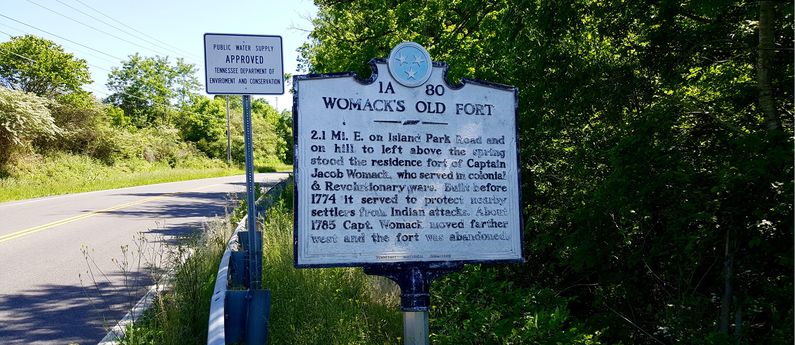 PUBLIC WATER SUPPLY
APPROVED
TENNESSEE DEPARTMENT OF
ENVIROMENT AND CONSERVATION
1A 80
WOMACK'S OLD FORT
2.1 Mi. E. on Island Park Road and
on hill to left above the spring
stood the residence fort of Captain
Jacob Womack, who served in colonial
& Revolutionary wars. Built before
1774 it served to protect nearby
settlers from Indian attacks. About
1785 Capt. Womack moved farther
west and the fort was abandoned.